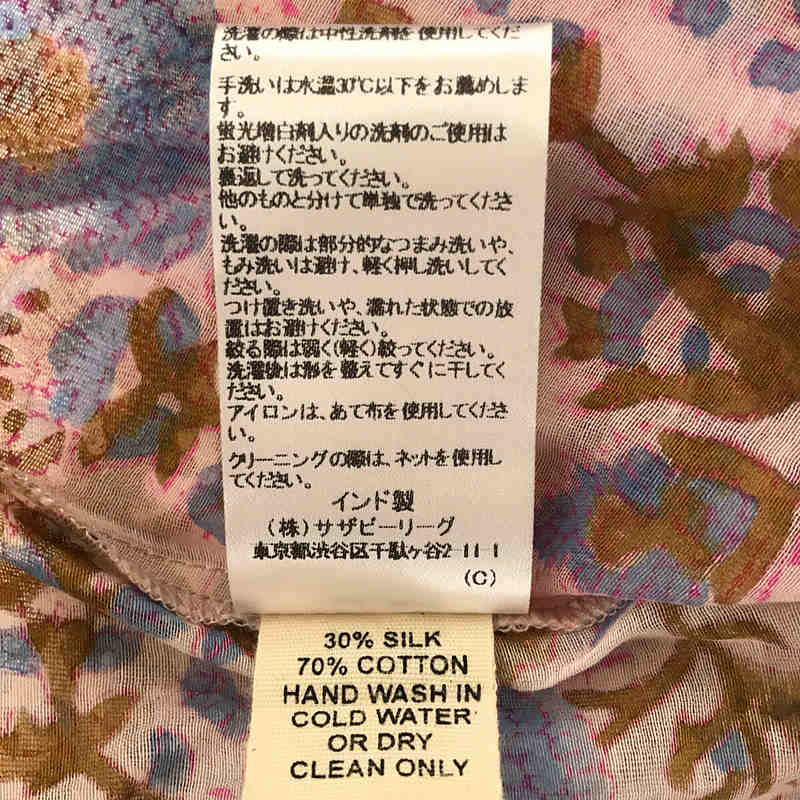 洗濯の際は中性洗剤を使用してくだ
さい。
手洗いは水温30℃以下をお薦めしま
す。
蛍光増白剤入りの洗剤のご使用は
お避けください。
裏返して洗ってください。
他のものと分けて単独で洗ってくださ
い。
洗濯の際は部分的なつまみ洗いや、
もみ洗いは避け、軽く押し洗いしてく
ださい。
つけ置き洗いや、濡れた状態での放
置はお避けください。
絞る際は弱く(軽く)絞ってください。
洗濯後は形を整えてすぐに干してく
ださい。
アイロンは、あて布を使用してくださ
い。
クリーニングの際は、ネットを使用し
てください。
インド製
(株)サザビーリーグ
東京都渋谷区千駄ヶ谷2-11-1
(C)
30% SILK
70% COTTON
HAND WASH IN
COLD WATER
OR DRY
CLEAN ONLY